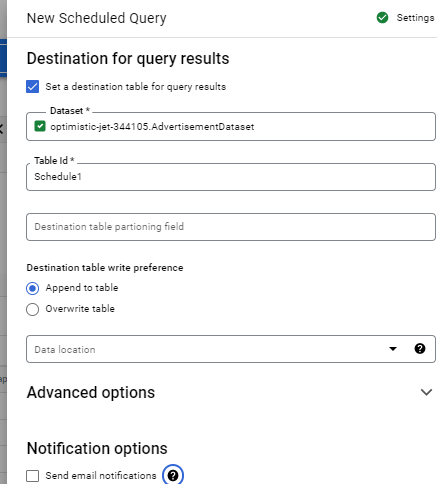 New Scheduled Query
Settings
Destination for query results
Set a destination table for query results
Dataset *
optimistic-jet-344105.AdvertisementDataset
Table Id *
Schedule1
Destination table partioning field
Destination table write preference
Append to table
Overwrite table
Data location
Advanced options
Notification options
Send email notifications